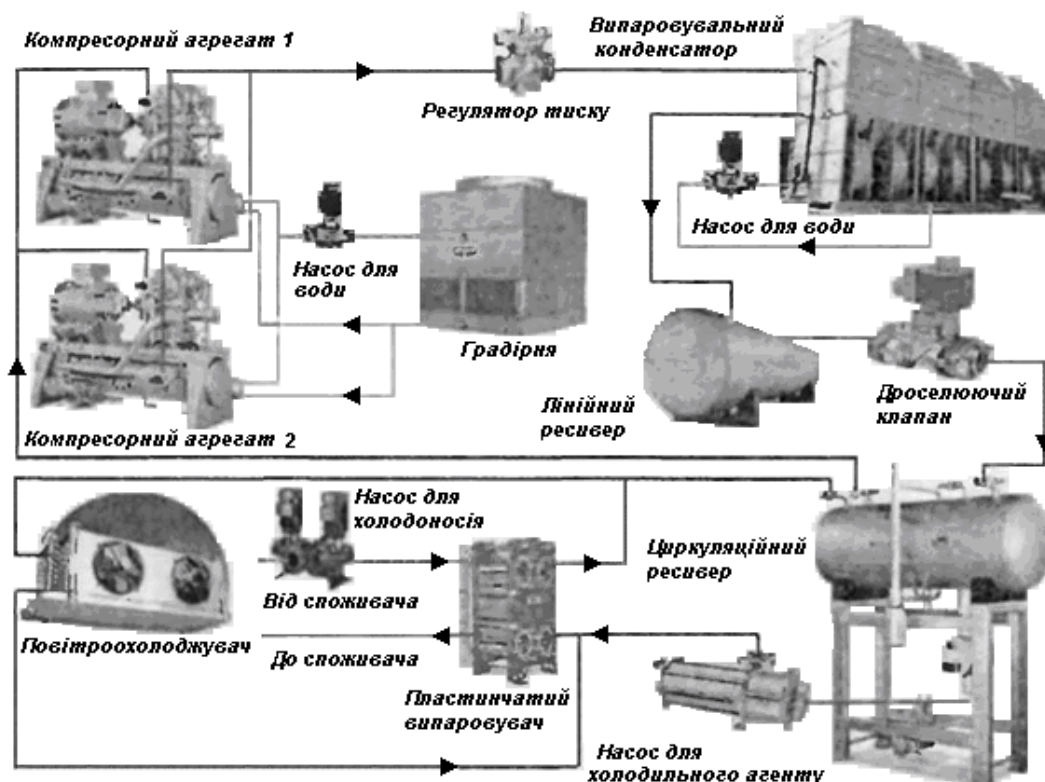 Компресорний агрегат 1
Випаровувальний
конденсатор
Регулятор тиску
Насос для
води
Насос для води
Градірня
Лінійний
ресивер
Дроселюючий
клапан
Компресорний агрегат 2
Насос для
холодоносія
Циркуляційний
ресивер
Від споживача
Повітроохолоджувач
До споживача
Пластинчатий
випаровувач
Насос для
холодильного агенту